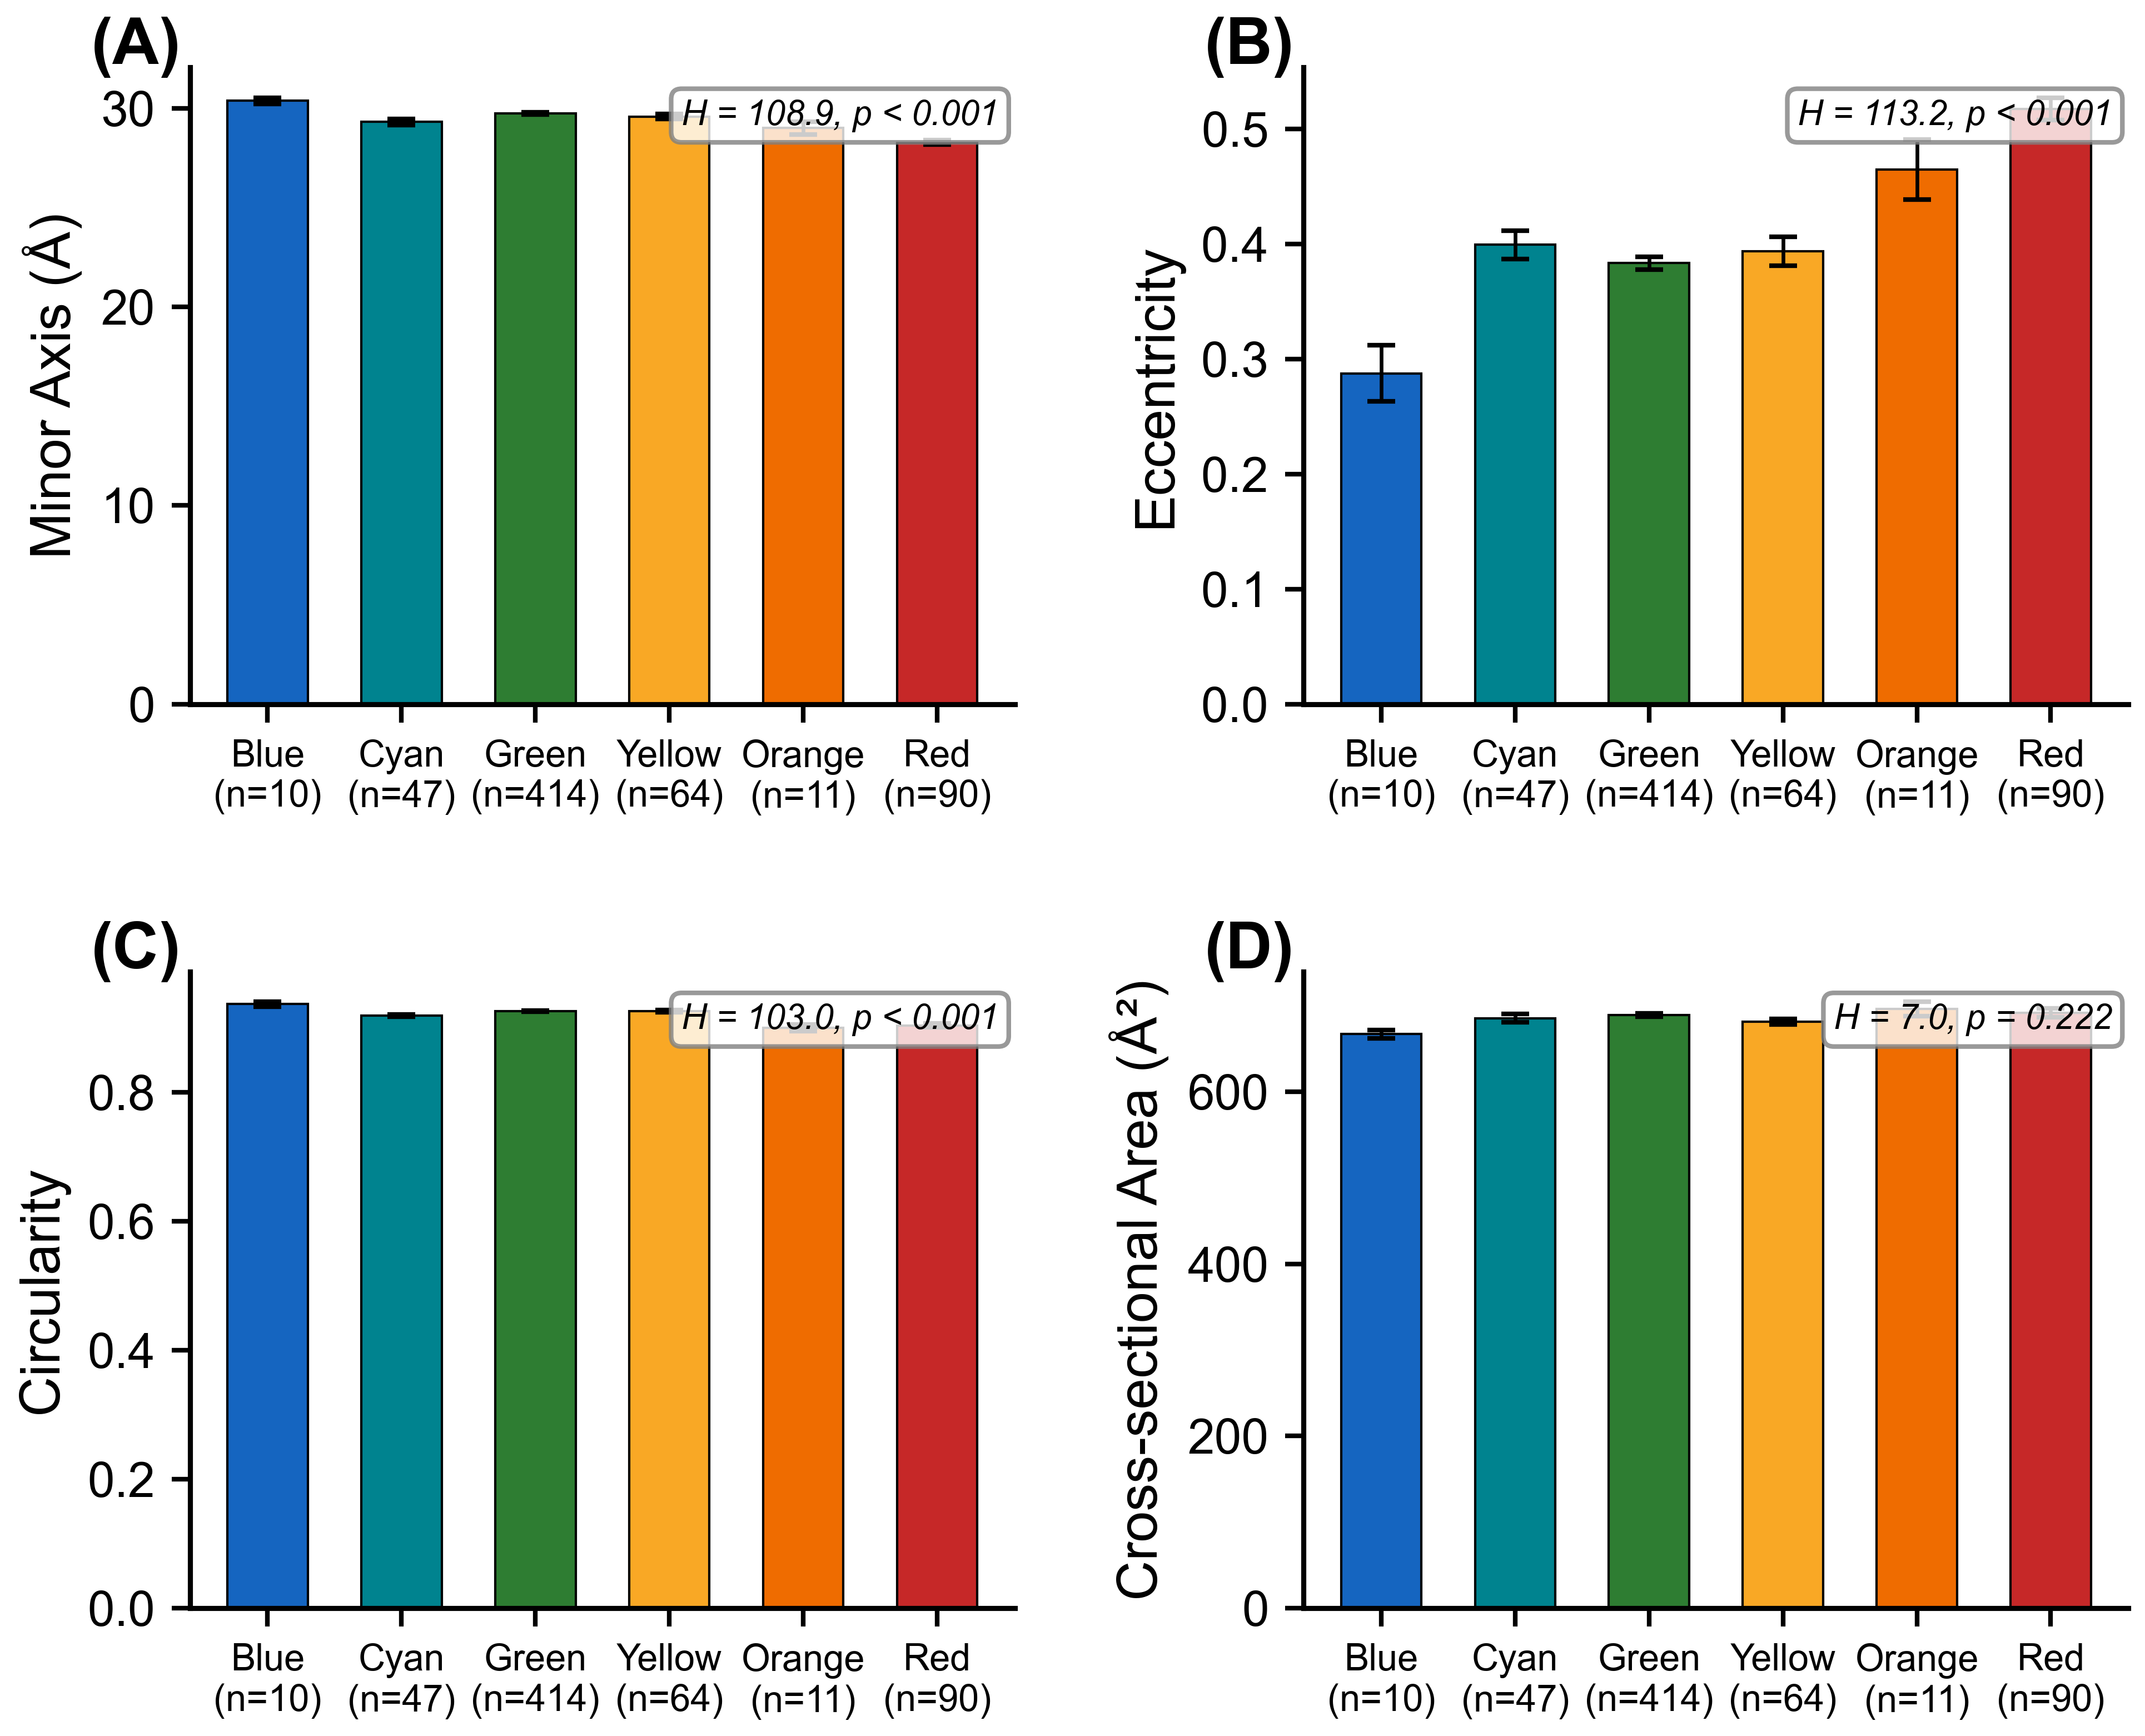 (A)
Minor Axis (Å)
30
20
10
0
H = 108.9, p < 0.001
Blue
(n=10)
Cyan
(n=47)
Green
(n=414)
Yellow
(n=64)
Orange
(n=11)
Red
(n=90)
(B)
Eccentricity
0.5
0.4
0.3
0.2
0.1
0.0
H = 113.2, p < 0.001
Blue
(n=10)
Cyan
(n=47)
Green
(n=414)
Yellow
(n=64)
Orange
(n=11)
Red
(n=90)
(C)
Circularity
0.8
0.6
0.4
0.2
0.0
H = 103.0, p < 0.001
Blue
(n=10)
Cyan
(n=47)
Green
(n=414)
Yellow
(n=64)
Orange
(n=11)
Red
(n=90)
(D)
Cross-sectional Area (Å²)
600
400
200
0
H = 7.0, p = 0.222
Blue
(n=10)
Cyan
(n=47)
Green
(n=414)
Yellow
(n=64)
Orange
(n=11)
Red
(n=90)